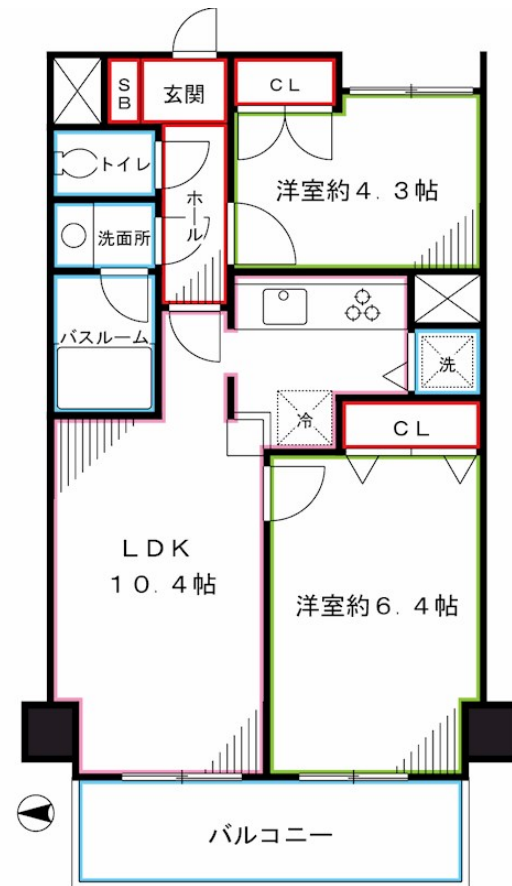 SB
玄関
CL
トイレ
ホール
洋室約4.3帖
洗面所
バスルーム
洗
冷
CL
LDK
10.4帖
洋室約6.4帖
バルコニー